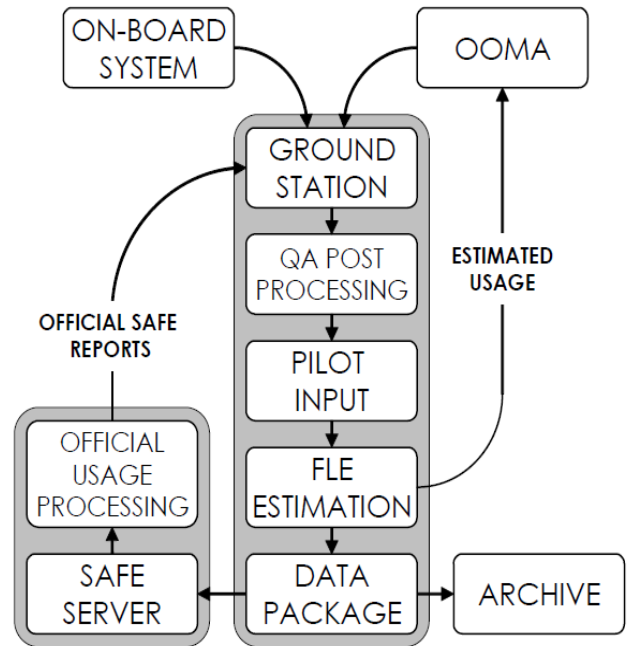 ON-BOARD
SYSTEM
OOMA
GROUND
STATION
QA POST
PROCESSING
ESTIMATED
USAGE
OFFICIAL SAFE
REPORTS
PILOT
INPUT
OFFICIAL
USAGE
PROCESSING
FLE
ESTIMATION
SAFE
SERVER
DATA
PACKAGE
ARCHIVE